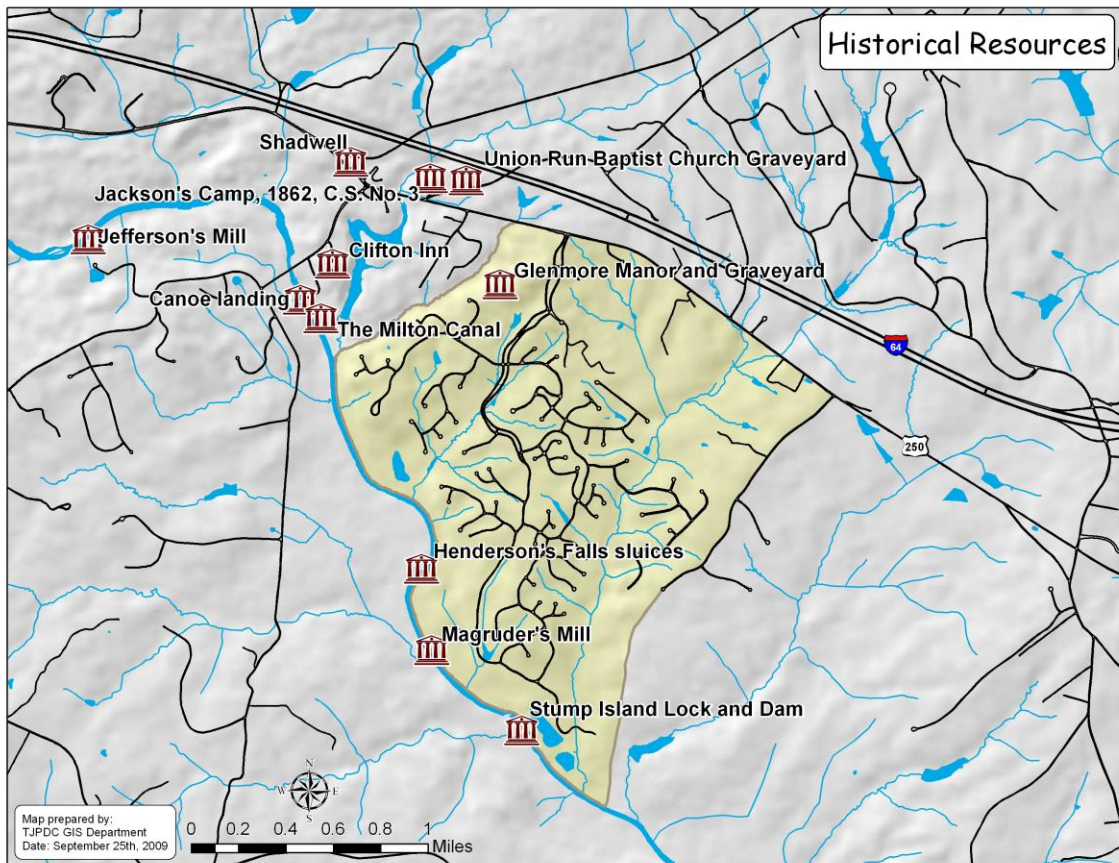 Historical Resources
Shadwell
Union Run Baptist Church Graveyard
Jackson's Camp, 1862, C.S. No. 3
Jefferson's Mill
Clifton Inn
Glenmore Manor and Graveyard
Canoe landing
The Milton Canal
64
250
Henderson's Falls sluices
Magruder's Mill
Stump Island Lock and Dam
N
W E
S
Map prepared by:
TJPDC GIS Department
Date: September 25th, 2009
0 0.2 0.4 0.6 0.8 1
Miles